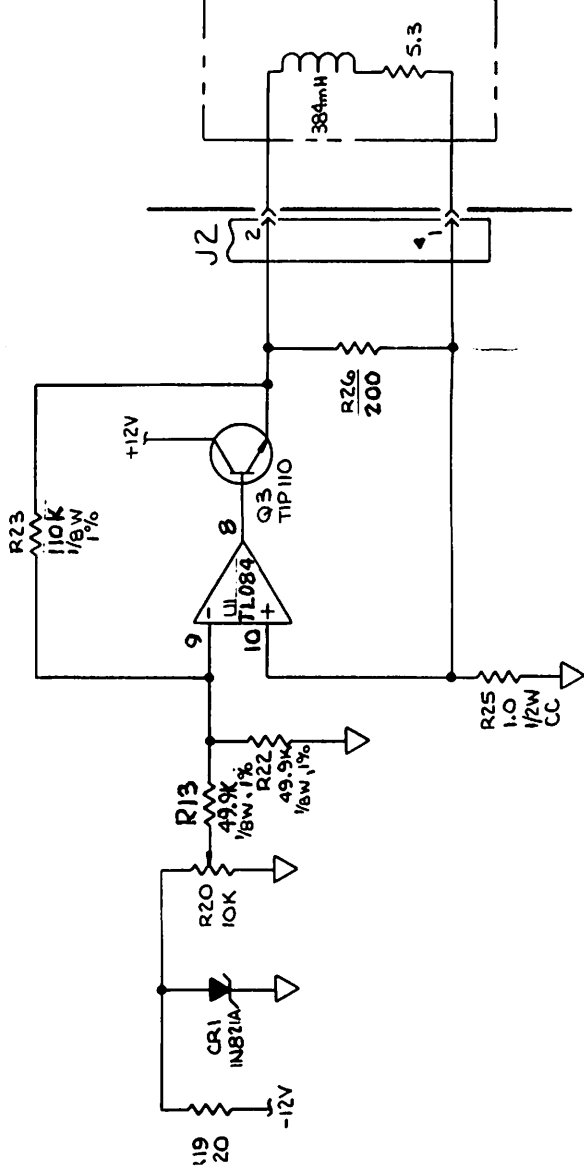 R23
110K
1/8W
1%
+12V
Q3
TIP110
8
9
10
-
+
U1
TL084
R13
49.9K
1/8W, 1%
R22
49.9K
1/8W, 1%
R20
10K
CR1
1N821A
-12V
R25
1.0
1/2W
CC
R26
200
J2
2
1
384mH
5.3
20